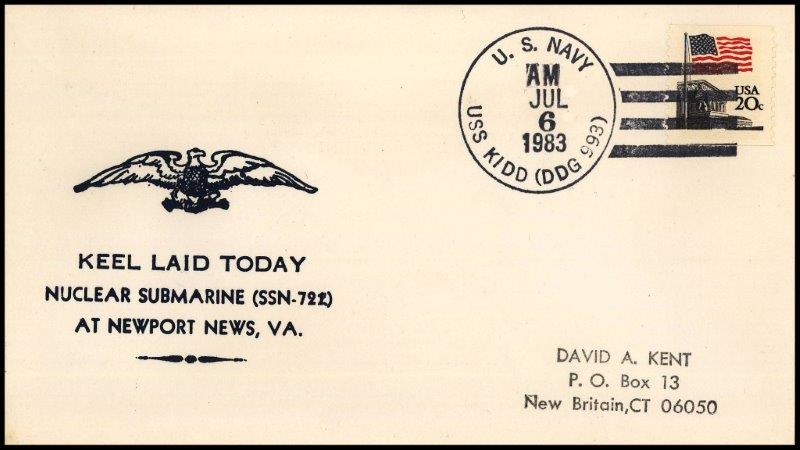 U. S. NAVY
AM
JUL
6
1983
USS KIDD (DDG 993)
USA
20c
KEEL LAID TODAY
NUCLEAR SUBMARINE (SSN-722)
AT NEWPORT NEWS, VA.
DAVID A. KENT
P. O. Box 13
New Britain,CT 06050